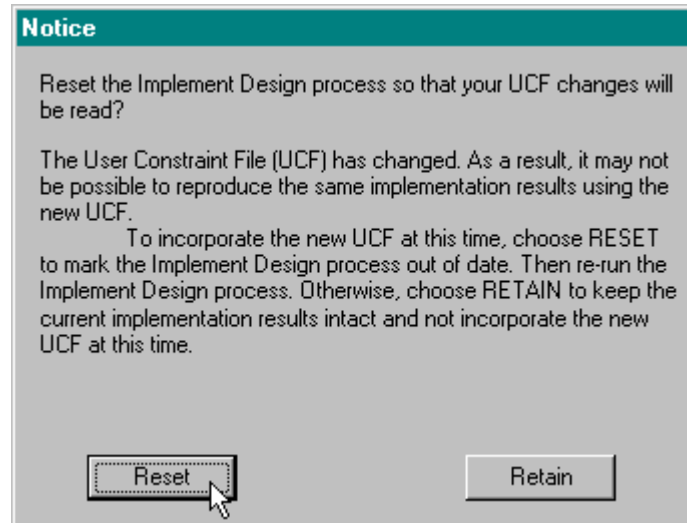 Notice
Reset the Implement Design process so that your UCF changes will
be read?
The User Constraint File (UCF) has changed. As a result, it may not
be possible to reproduce the same implementation results using the
new UCF.
To incorporate the new UCF at this time, choose RESET
to mark the Implement Design process out of date. Then re-run the
Implement Design process. Otherwise, choose RETAIN to keep the
current implementation results intact and not incorporate the new
UCF at this time.
Reset
Retain